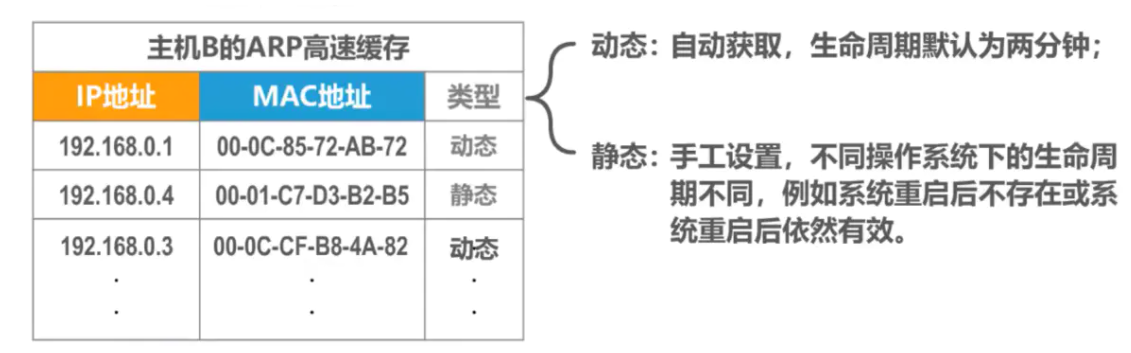 主机B的ARP高速缓存
IP地址 MAC地址 类型
192.168.0.1 00-0C-85-72-AB-72 动态
192.168.0.4 00-01-C7-D3-B2-B5 静态
192.168.0.3 00-0C-CF-B8-4A-82 动态
. . .
. . .
动态：自动获取，生命周期默认为两分钟；
静态：手工设置，不同操作系统下的生命周
期不同，例如系统重启后不存在或系
统重启后依然有效。